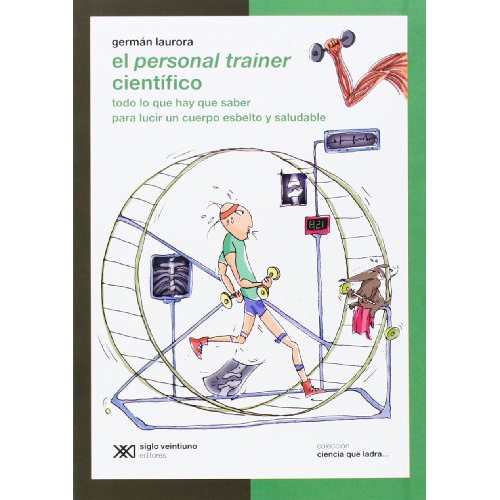 germán laurora
el personal trainer
científico
todo lo que hay que saber
para lucir un cuerpo esbelto y saludable
821
siglo veintiuno
editores
colección
ciencia que ladra...